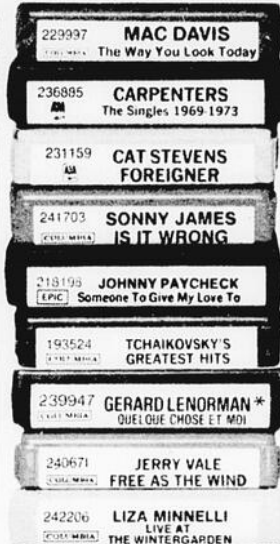 229997 MAC DAVIS
COLUMBIA The Way You Look Today
236885 CARPENTERS
A&M The Singles 1969-1973
231159 CAT STEVENS
A&M FOREIGNER
241703 SONNY JAMES
COLUMBIA IS IT WRONG
218198 JOHNNY PAYCHECK
EPIC Someone To Give My Love To
193524 TCHAIKOVSKY'S
COLUMBIA GREATEST HITS
239947 GERARD LENORMAN*
COLUMBIA QUELQUE CHOSE ET MOI
240671 JERRY VALE
COLUMBIA FREE AS THE WIND
242206 LIZA MINNELLI
LIVE AT
COLUMBIA THE WINTERGARDEN